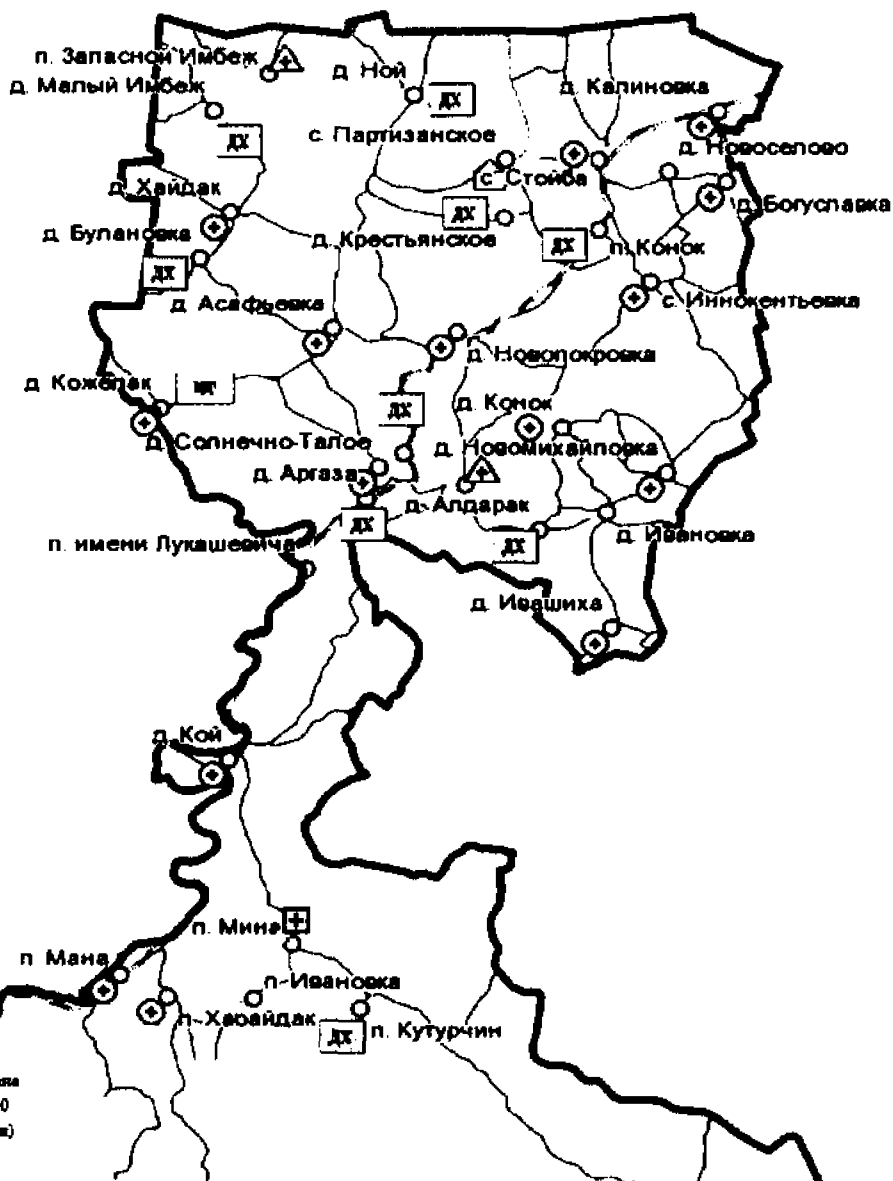 п. Запасной Имбеж
д. Ной
д. Малый Имбеж
д. Калиновка
ДХ
с. Партизанское
ДХ
д. Новоселово
д. Хайдак
с. Стойба
д. Богуславка
ДХ
д. Булановка
д. Крестьянское
ДХ
п. Конок
ДХ
д. Асафьевка
с. Иннокентьевка
д. Новопокровка
д. Кожелак
ДХ
д. Конок
д. Солнечно-Талое
д. Новомихайловка
д. Аргаза
д. Алдарак
ДХ
д. Ивановка
п. имени Лукашевича
ДХ
д. Ивашиха
д. Кой
п. Мина
п. Мана
п-Ивановка
п-Хабайдак
ДХ
п. Кутурчин